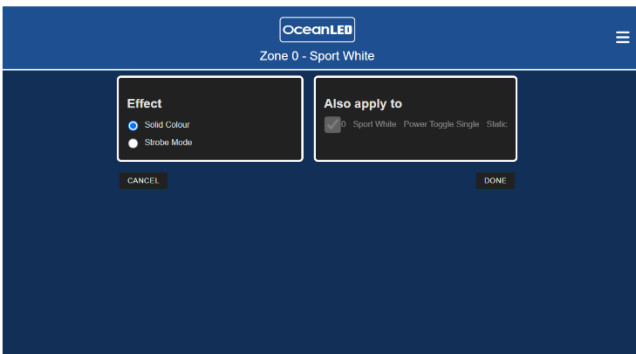 OceanLED
Zone 0 - Sport White
Effect
Solid Colour
Strobe Mode
Also apply to
0 Sport White Power Toggle Single Static
CANCEL
DONE